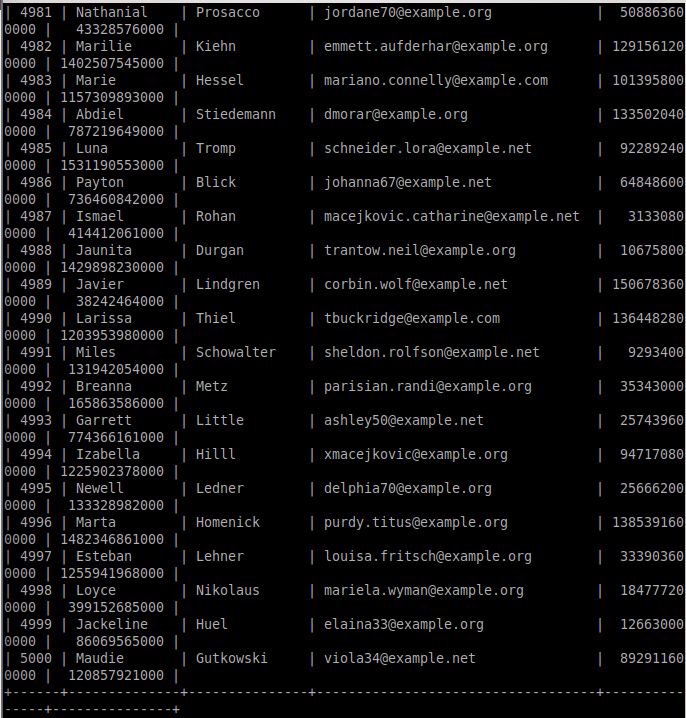 | 4981 | Nathanial | Prosacco | jordane70@example.org | 50886360
0000 | 43328576000 |
| 4982 | Marilie | Kiehn | emmett.aufderhar@example.org | 129156120
0000 | 1402507545000 |
| 4983 | Marie | Hessel | mariano.connelly@example.com | 101395800
0000 | 1157309893000 |
| 4984 | Abdiel | Stiedemann | dmorar@example.org | 133502040
0000 | 787219649000 |
| 4985 | Luna | Tromp | schneider.lora@example.net | 92289240
0000 | 1531190553000 |
| 4986 | Payton | Blick | johanna67@example.net | 64848600
0000 | 736460842000 |
| 4987 | Ismael | Rohan | macejkovic.catharine@example.net | 3133080
0000 | 414412061000 |
| 4988 | Jaunita | Durgan | trantow.neil@example.org | 10675800
0000 | 1429898230000 |
| 4989 | Javier | Lindgren | corbin.wolf@example.net | 150678360
0000 | 38242464000 |
| 4990 | Larissa | Thiel | tbuckridge@example.com | 136448280
0000 | 1203953980000 |
| 4991 | Miles | Schowalter | sheldon.rolfson@example.net | 9293400
0000 | 131942054000 |
| 4992 | Breanna | Metz | parisian.randi@example.org | 35343000
0000 | 165863586000 |
| 4993 | Garrett | Little | ashley50@example.net | 25743960
0000 | 774366161000 |
| 4994 | Izabella | Hilll | xmacejkovic@example.org | 94717080
0000 | 1225902378000 |
| 4995 | Newell | Ledner | delphia70@example.org | 25666200
0000 | 133328982000 |
| 4996 | Marta | Homenick | purdy.titus@example.org | 138539160
0000 | 1482346861000 |
| 4997 | Esteban | Lehner | louisa.fritsch@example.org | 33390360
0000 | 1255941968000 |
| 4998 | Loyce | Nikolaus | mariela.wyman@example.org | 18477720
0000 | 399152685000 |
| 4999 | Jackeline | Huel | elaina33@example.org | 12663000
0000 | 86069565000 |
| 5000 | Maudie | Gutkowski | viola34@example.net | 89291160
0000 | 120857921000 |
+------+--------------+---------------+-----------------------------------+----------
-----+---------------+